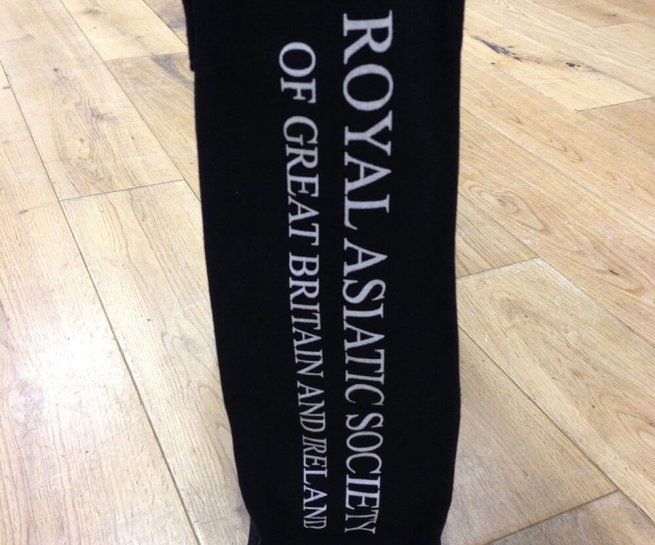 ROYAL ASIATIC SOCIETY
OF GREAT BRITAIN AND IRELAND